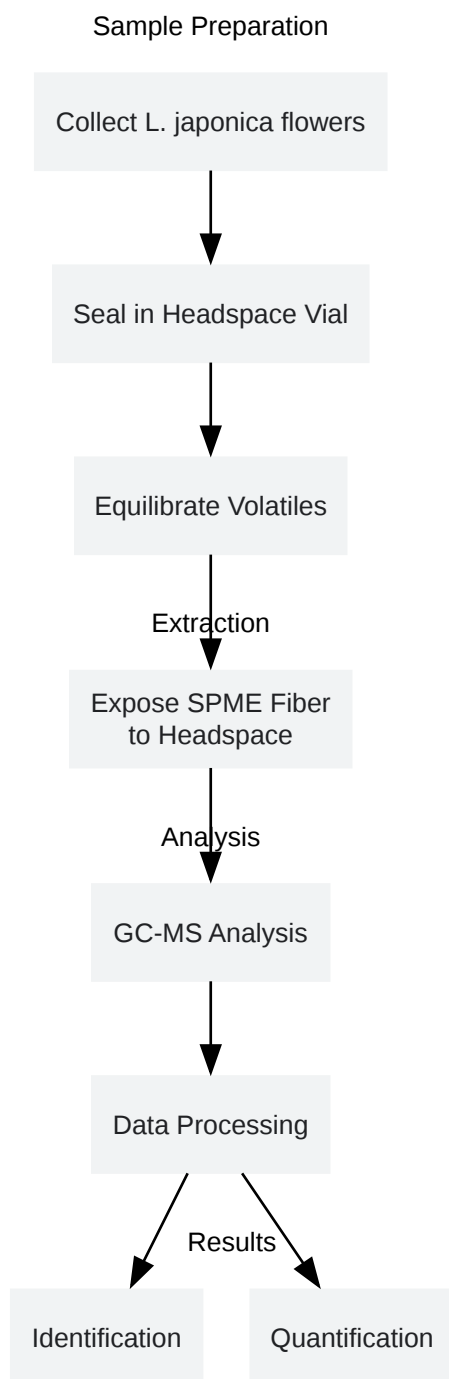 Sample Preparation
Collect L. japonica flowers
Seal in Headspace Vial
Equilibrate Volatiles
Extraction
Expose SPME Fiber
to Headspace
Analysis
GC-MS Analysis
Data Processing
Results
Identification
Quantification